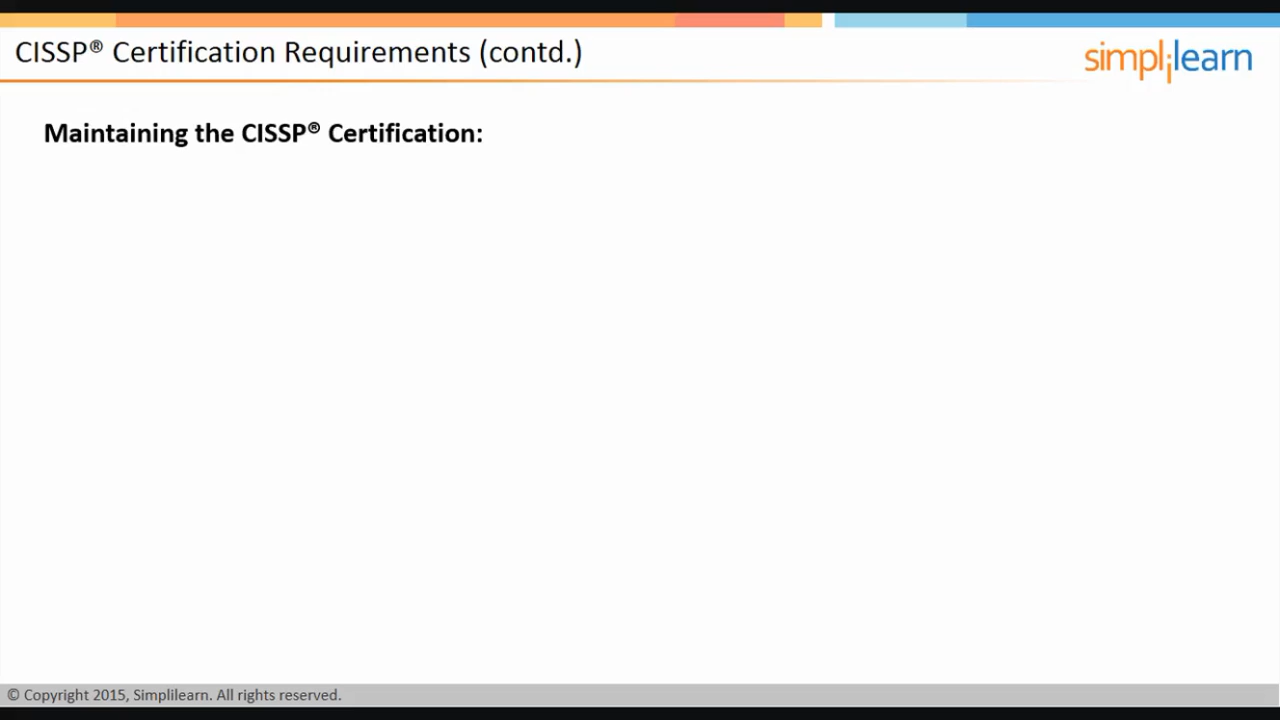 CISSP® Certification Requirements (contd.)
simplilearn
Maintaining the CISSP® Certification:
© Copyright 2015, Simplilearn. All rights reserved.